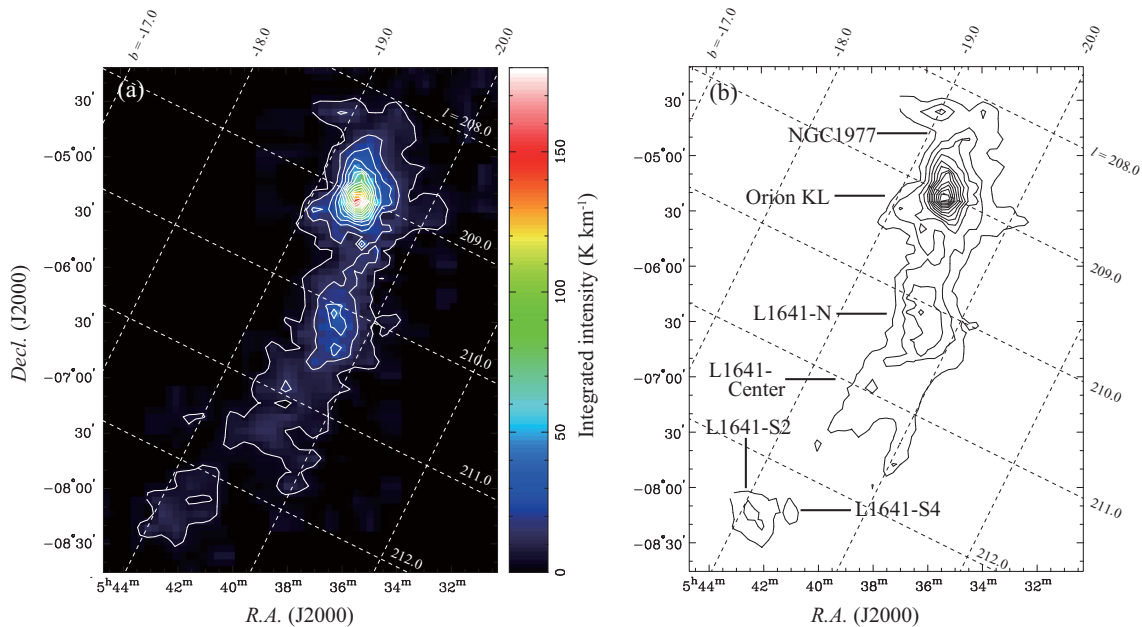 b = -17.0
-18.0
-19.0
-20.0
(a)
l = 208.0
209.0
210.0
211.0
212.0
30′
−05°00′
30′
−06°00′
30′
−07°00′
30′
−08°00′
−08°30′
Decl. (J2000)
5ʰ44ᵐ
42ᵐ
40ᵐ
38ᵐ
36ᵐ
34ᵐ
32ᵐ
R.A. (J2000)
150
100
50
0
Integrated intensity (K km⁻¹)
b = -17.0
-18.0
-19.0
-20.0
(b)
NGC1977
l = 208.0
Orion KL
209.0
L1641-N
L1641-
Center
210.0
L1641-S2
L1641-S4
211.0
212.0
30′
−05°00′
30′
−06°00′
30′
−07°00′
30′
−08°00′
−08°30′
5ʰ44ᵐ
42ᵐ
40ᵐ
38ᵐ
36ᵐ
34ᵐ
32ᵐ
R.A. (J2000)